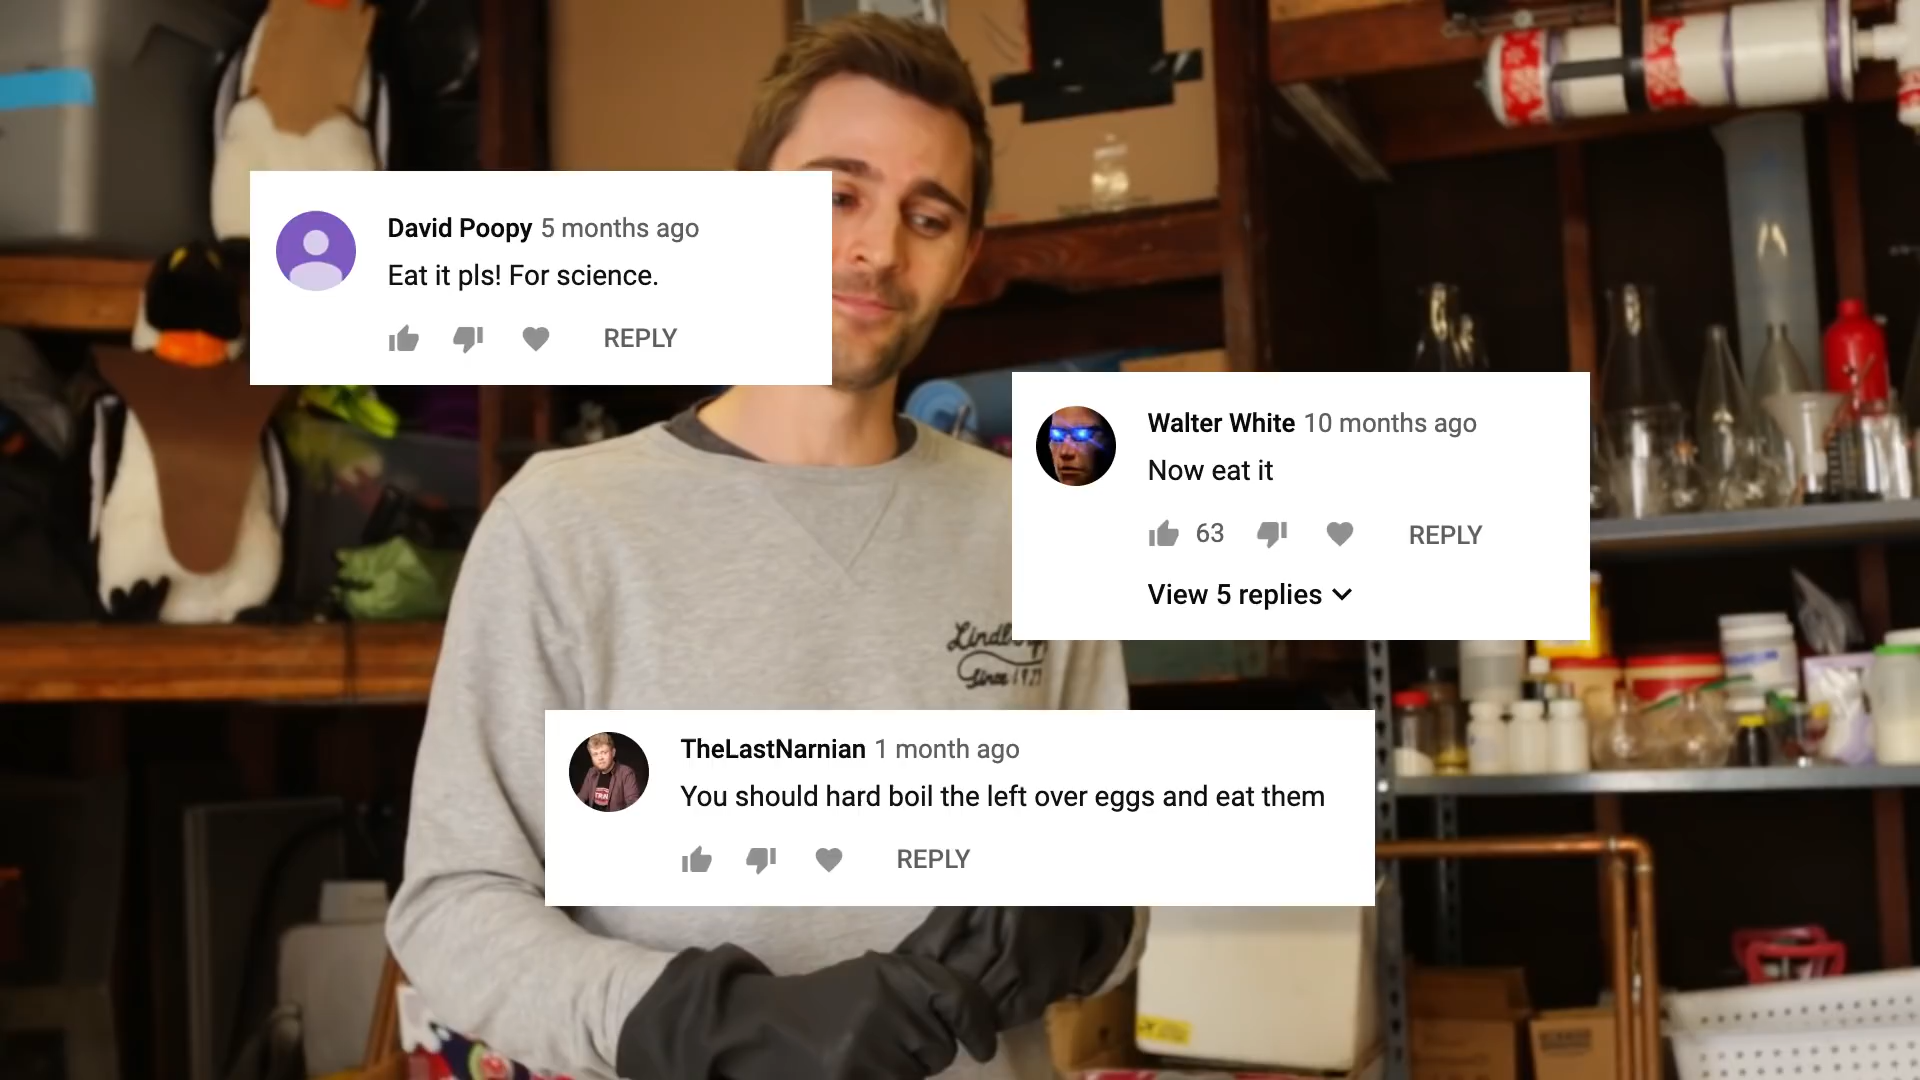 David Poopy 5 months ago
Eat it pls! For science.
REPLY
Walter White 10 months ago
Now eat it
63
REPLY
View 5 replies
Since
TheLastNarnian 1 month ago
You should hard boil the left over eggs and eat them
REPLY